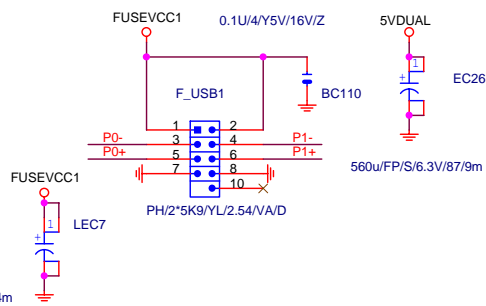 FUSEVCC1
0.1U/4/Y5V/16V/Z
5VDUAL
1
+
EC26
F_USB1
BC110
1 2
P0- 3 4 P1-
P0+ 5 6 P1+
7 8
10
560u/FP/S/6.3V/87/9m
FUSEVCC1
PH/2*5K9/YL/2.54/VA/D
1
LEC7
+